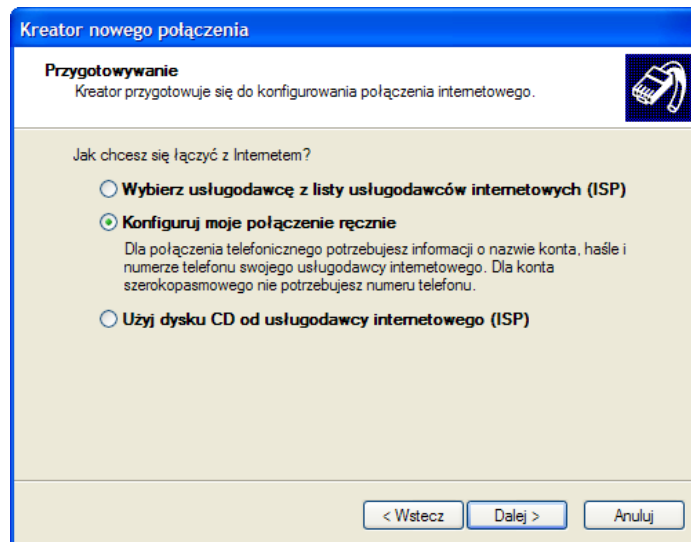 Kreator nowego połączenia
Przygotowywanie
Kreator przygotowuje się do konfigurowania połączenia internetowego.
Jak chcesz się łączyć z Internetem?
Wybierz usługodawcę z listy usługodawców internetowych (ISP)
Konfiguruj moje połączenie ręcznie
Dla połączenia telefonicznego potrzebujesz informacji o nazwie konta, haśle i
numerze telefonu swojego usługodawcy internetowego. Dla konta
szerokopasmowego nie potrzebujesz numeru telefonu.
Użyj dysku CD od usługodawcy internetowego (ISP)
< Wstecz Dalej > Anuluj